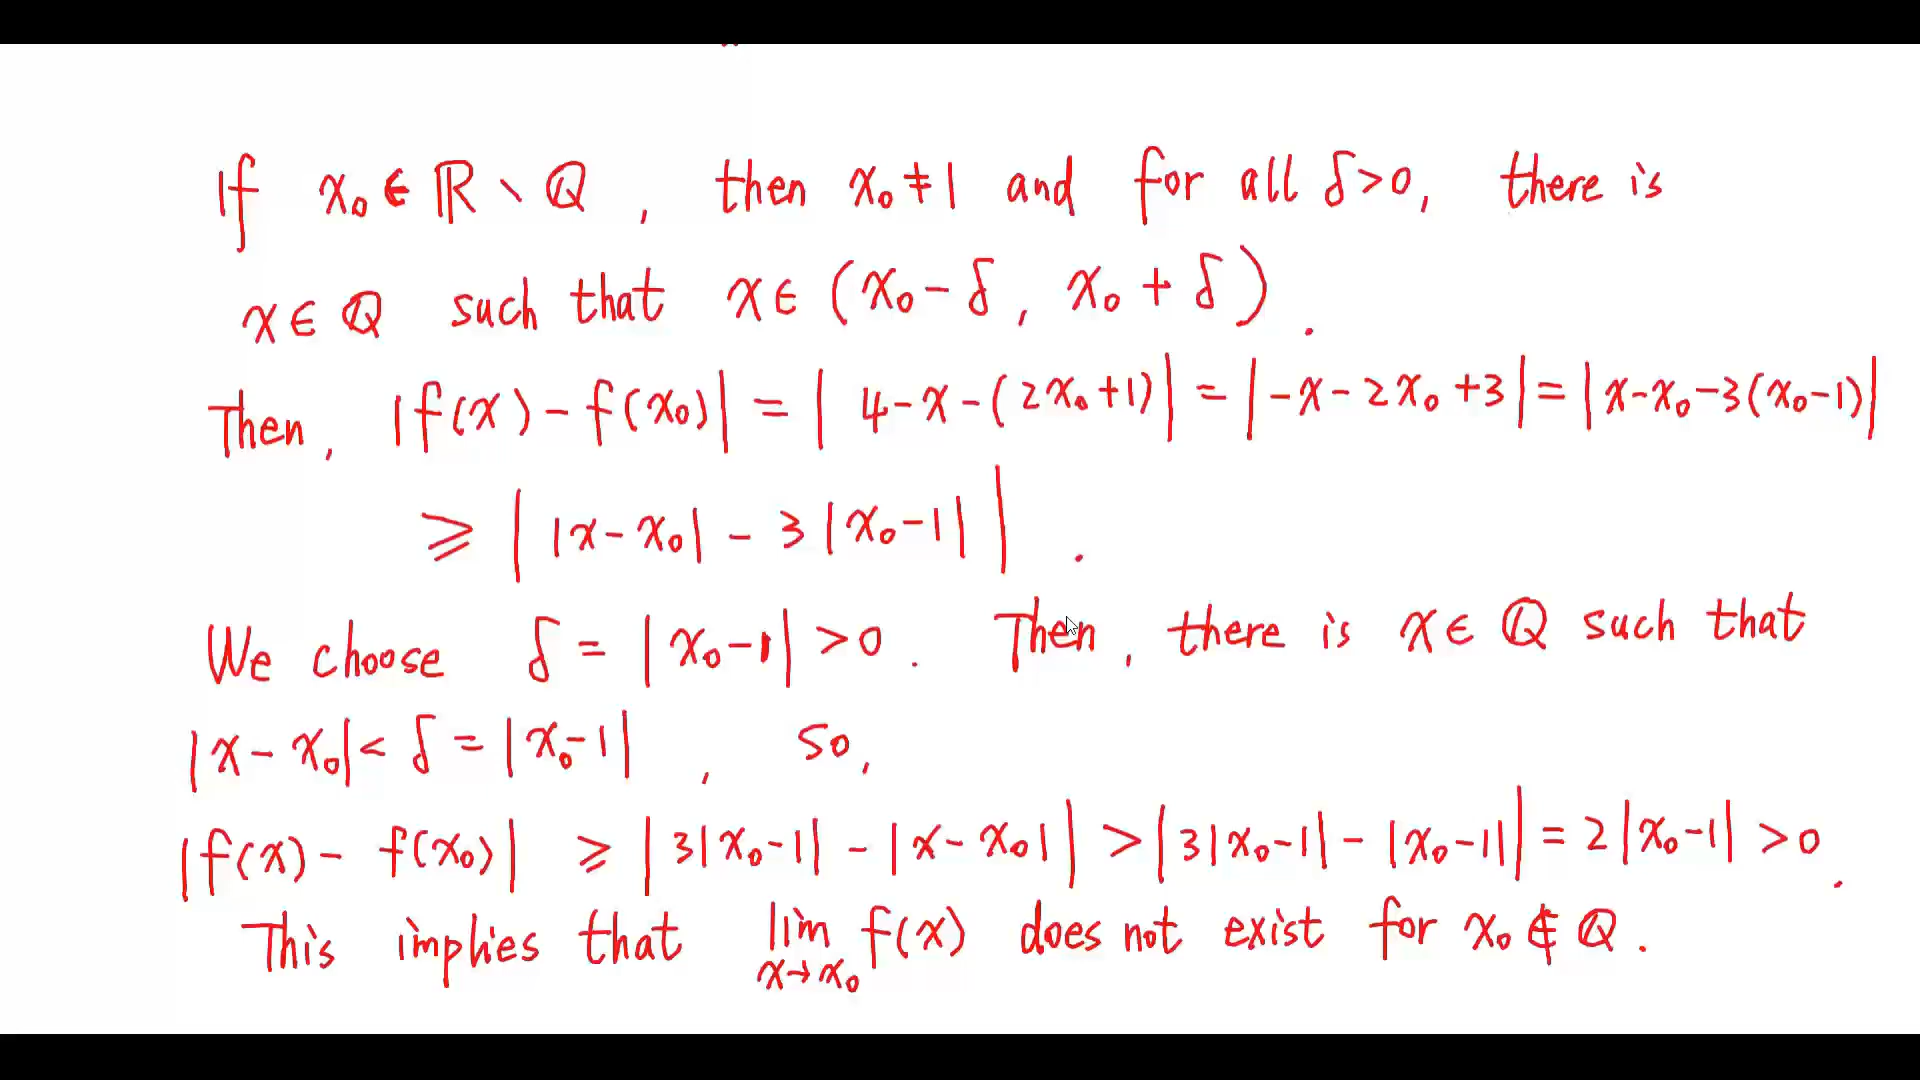 If x₀ ∈ ℝ \ ℚ , then x₀ ≠ 1 and for all δ > 0, there is
x ∈ ℚ such that x ∈ (x₀ - δ , x₀ + δ) .
Then, |f(x) - f(x₀)| = | 4 - x - (2x₀ + 1)| = |-x - 2x₀ + 3| = |x - x₀ - 3(x₀ - 1)|
⩾ | |x - x₀| - 3 |x₀ - 1| | .
We choose δ = |x₀ - 1| > 0 . Then, there is x ∈ ℚ such that
|x - x₀| < δ = |x₀ - 1| , so,
|f(x) - f(x₀)| ⩾ |3|x₀ - 1| - |x - x₀|| > |3|x₀ - 1| - |x₀ - 1|| = 2|x₀ - 1| > 0 .
This implies that lim f(x) does not exist for x₀ ∉ ℚ .
x → x₀